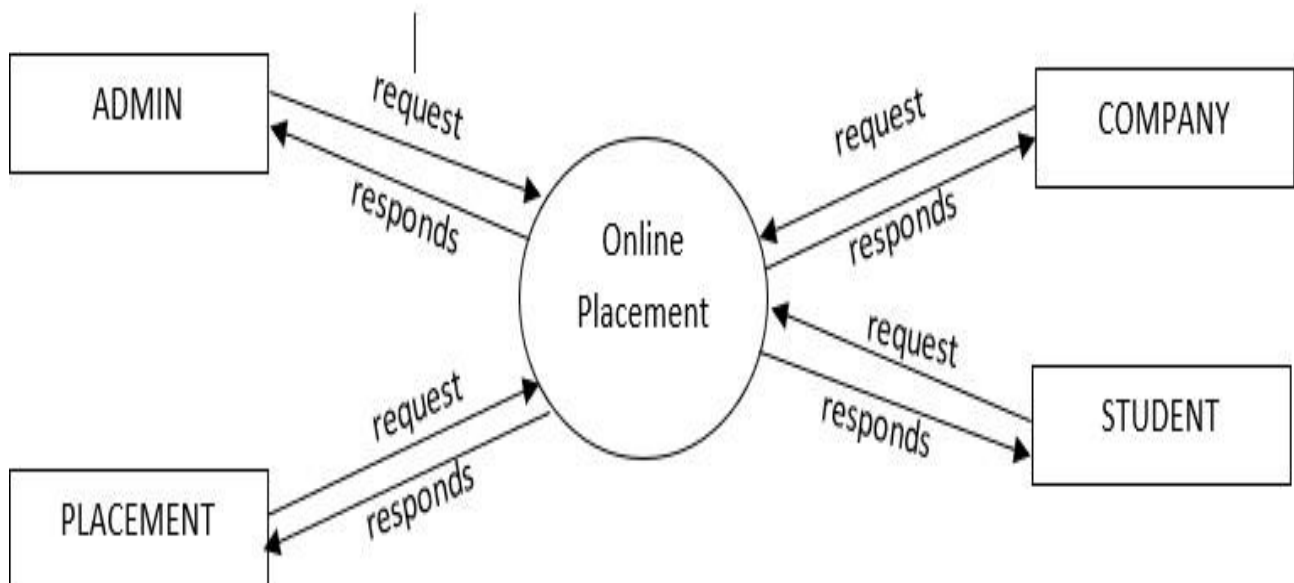 ADMIN
request
responds
COMPANY
request
responds
Online
Placement
request
responds
PLACEMENT
request
responds
STUDENT